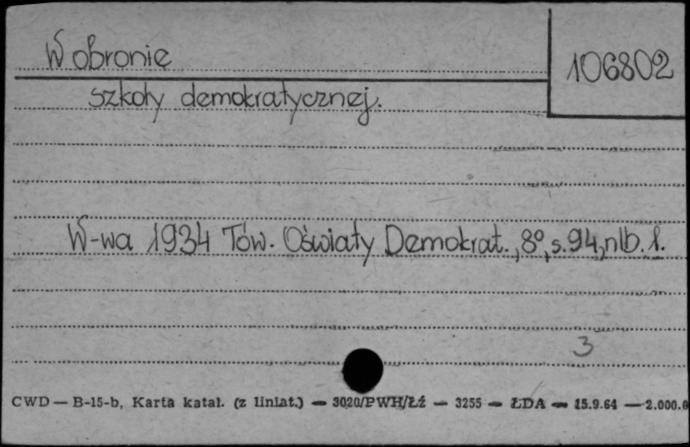 W obronie
106802
szkoły demokratycznej.
W-wa 1934 Tow. Oświaty Demokrat., 8°, s. 94, nlb. 1.
3
CWD — B-15-b, Karta katal. (z liniat.) — 3020/PWH/Łź — 3255 — ŁDA — 15.9.64 — 2.000.0